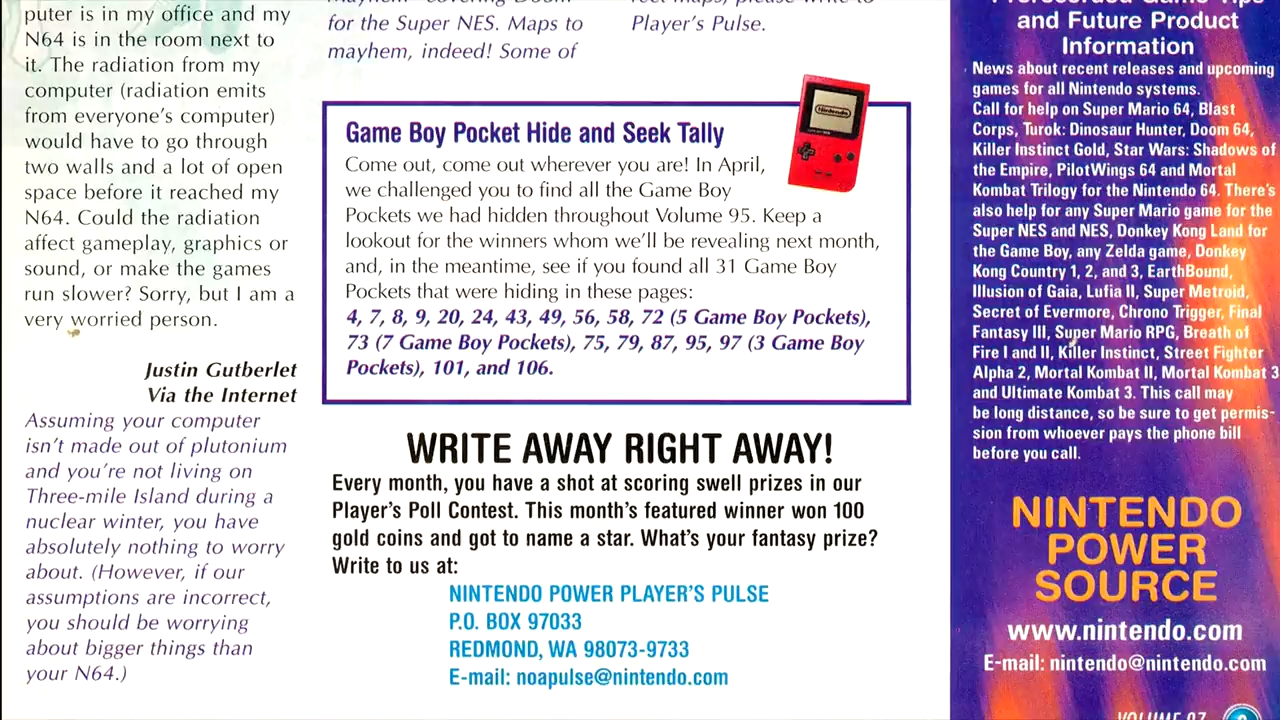 puter is in my office and my
N64 is in the room next to
it. The radiation from my
computer (radiation emits
from everyone's computer)
would have to go through
two walls and a lot of open
space before it reached my
N64. Could the radiation
affect gameplay, graphics or
sound, or make the games
run slower? Sorry, but I am a
very worried person.
Justin Gutberlet
Via the Internet
Assuming your computer
isn't made out of plutonium
and you're not living on
Three-mile Island during a
nuclear winter, you have
absolutely nothing to worry
about. (However, if our
assumptions are incorrect,
you should be worrying
about bigger things than
your N64.)
for the Super NES. Maps to
mayhem, indeed! Some of
Player's Pulse.
Nintendo
Game Boy Pocket Hide and Seek Tally
Come out, come out wherever you are! In April,
we challenged you to find all the Game Boy
Pockets we had hidden throughout Volume 95. Keep a
lookout for the winners whom we'll be revealing next month,
and, in the meantime, see if you found all 31 Game Boy
Pockets that were hiding in these pages:
4, 7, 8, 9, 20, 24, 43, 49, 56, 58, 72 (5 Game Boy Pockets),
73 (7 Game Boy Pockets), 75, 79, 87, 95, 97 (3 Game Boy
Pockets), 101, and 106.
WRITE AWAY RIGHT AWAY!
Every month, you have a shot at scoring swell prizes in our
Player's Poll Contest. This month's featured winner won 100
gold coins and got to name a star. What's your fantasy prize?
Write to us at:
NINTENDO POWER PLAYER'S PULSE
P.O. BOX 97033
REDMOND, WA 98073-9733
E-mail: noapulse@nintendo.com
and Future Product
Information
News about recent releases and upcoming
games for all Nintendo systems.
Call for help on Super Mario 64, Blast
Corps, Turok: Dinosaur Hunter, Doom 64,
Killer Instinct Gold, Star Wars: Shadows of
the Empire, PilotWings 64 and Mortal
Kombat Trilogy for the Nintendo 64. There's
also help for any Super Mario game for the
Super NES and NES, Donkey Kong Land for
the Game Boy, any Zelda game, Donkey
Kong Country 1, 2, and 3, EarthBound,
Illusion of Gaia, Lufia II, Super Metroid,
Secret of Evermore, Chrono Trigger, Final
Fantasy III, Super Mario RPG, Breath of
Fire I and II, Killer Instinct, Street Fighter
Alpha 2, Mortal Kombat II, Mortal Kombat 3
and Ultimate Kombat 3. This call may
be long distance, so be sure to get permis-
sion from whoever pays the phone bill
before you call.
NINTENDO
POWER
SOURCE
www.nintendo.com
E-mail: nintendo@nintendo.com